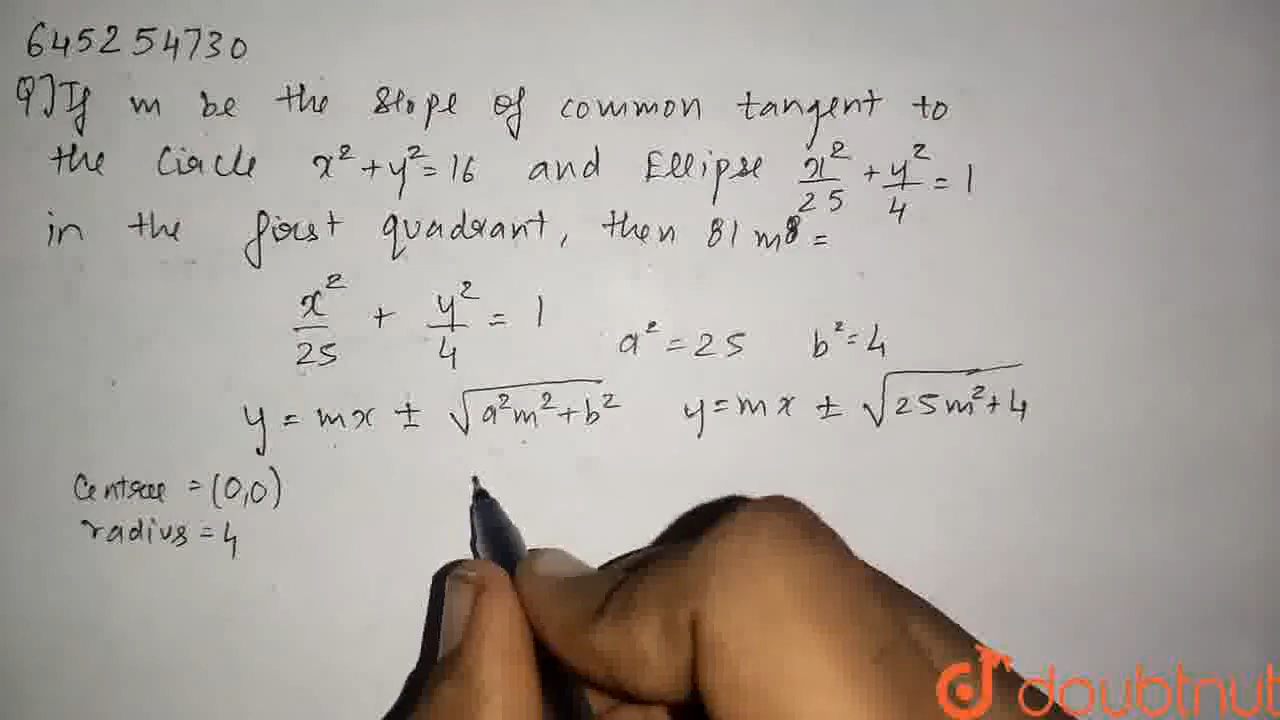 645254730
Q] If m be the slope of common tangent to
the Circle x² + y² = 16 and Ellipse x²/25 + y²/4 = 1
in the first quadrant, then 81 m⁸ =
x²/25 + y²/4 = 1
a² = 25 b² = 4
y = mx ± √(a²m² + b²) y = mx ± √(25m² + 4)
Centre = (0,0)
radius = 4
doubtnut